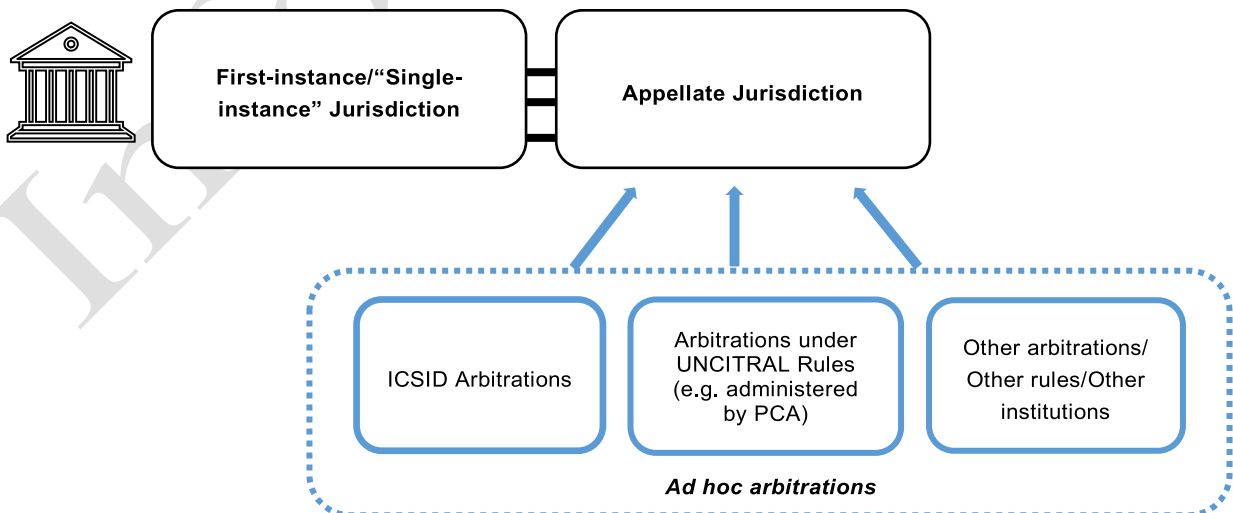 First-instance/“Single-
instance” Jurisdiction
Appellate Jurisdiction
ICSID Arbitrations
Arbitrations under
UNCITRAL Rules
(e.g. administered
by PCA)
Other arbitrations/
Other rules/Other
institutions
Ad hoc arbitrations